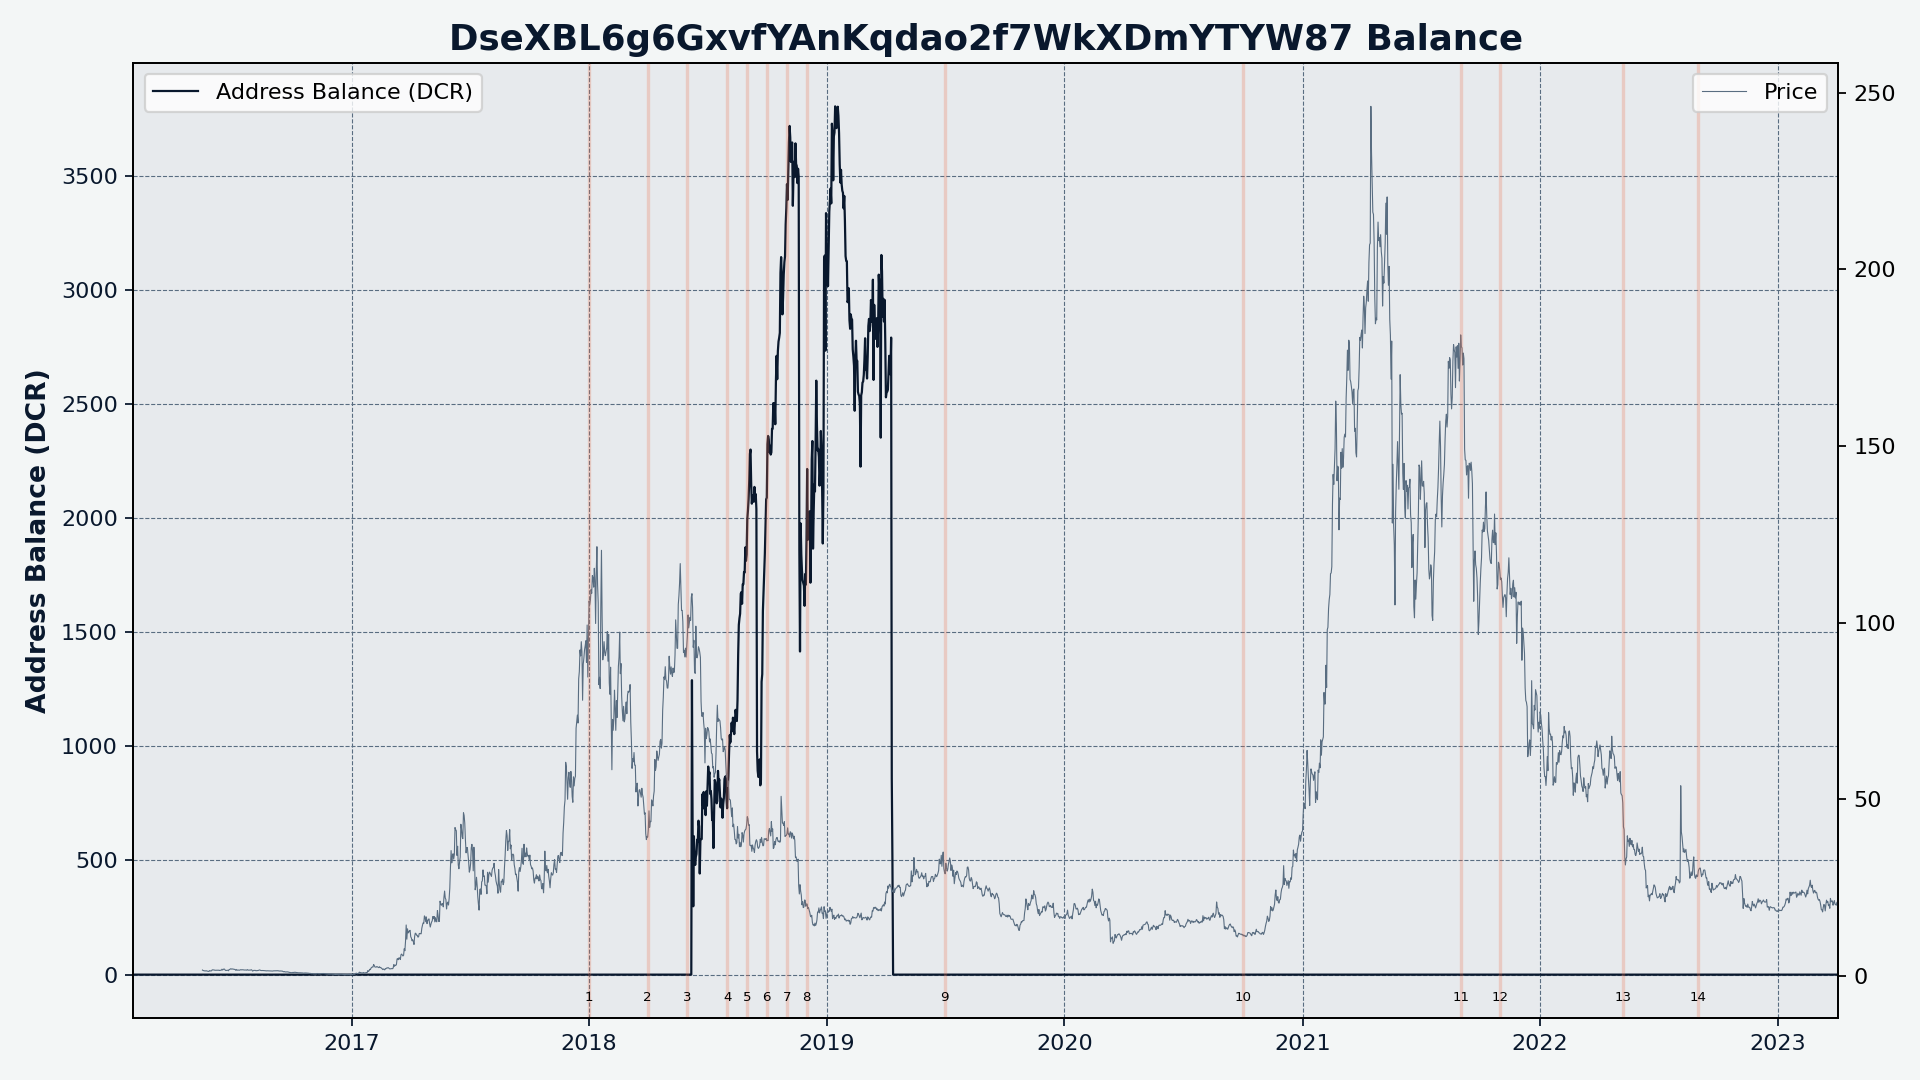 DseXBL6g6GxvfYAnKqdao2f7WkXDmYTYW87 Balance
Address Balance (DCR)
Price
Address Balance (DCR)
3500
3000
2500
2000
1500
1000
500
0
250
200
150
100
50
0
1 2 3 4 5 6 7 8 9 10 11 12 13 14
2017 2018 2019 2020 2021 2022 2023